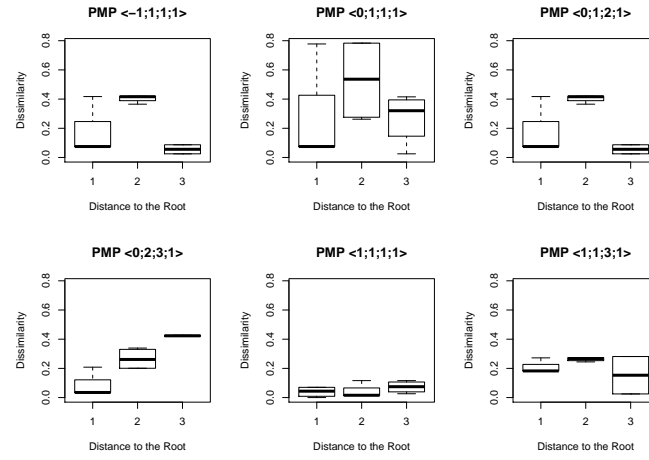 PMP <−1;1;1;1>
Dissimilarity
0.0 0.2 0.4 0.6 0.8
1 2 3
Distance to the Root
PMP <0;1;1;1>
Dissimilarity
0.0 0.2 0.4 0.6 0.8
1 2 3
Distance to the Root
PMP <0;1;2;1>
Dissimilarity
0.0 0.2 0.4 0.6 0.8
1 2 3
Distance to the Root
PMP <0;2;3;1>
Dissimilarity
0.0 0.2 0.4 0.6 0.8
1 2 3
Distance to the Root
PMP <1;1;1;1>
Dissimilarity
0.0 0.2 0.4 0.6 0.8
1 2 3
Distance to the Root
PMP <1;1;3;1>
Dissimilarity
0.0 0.2 0.4 0.6 0.8
1 2 3
Distance to the Root